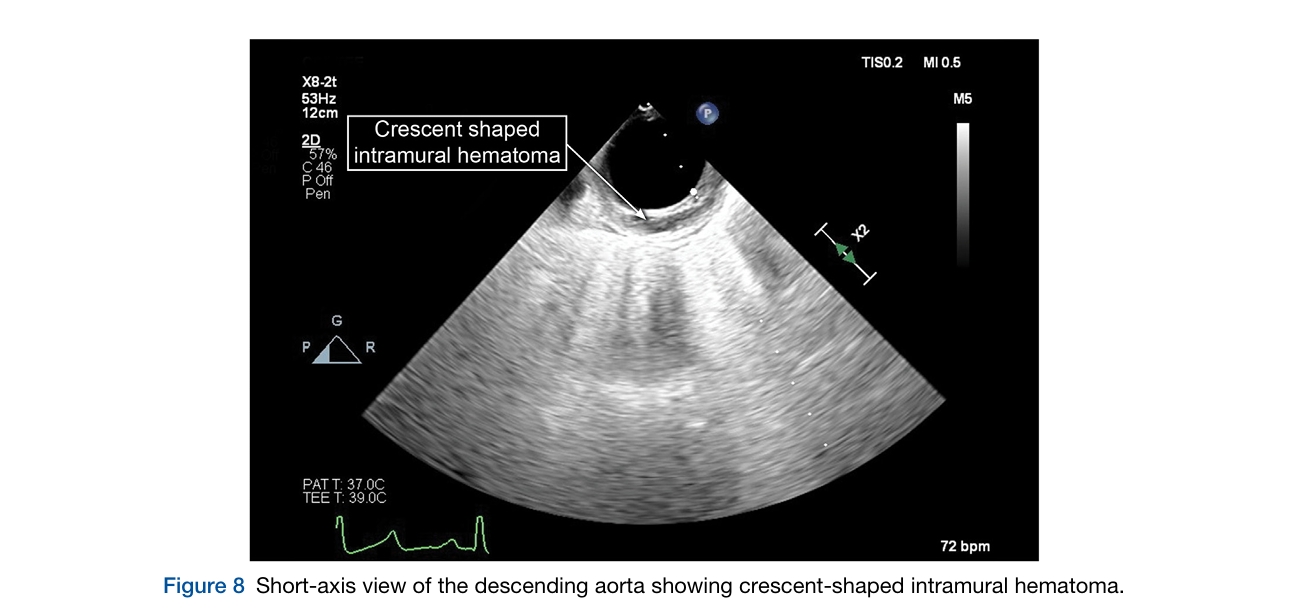 TIS0.2 MI 0.5
X8-2t
53Hz
12cm
M5
2D
57%
C 46
P Off
Pen
P
Crescent shaped
intramural hematoma
X2
G
P R
PAT T: 37.0C
TEE T: 39.0C
72 bpm
Figure 8 Short-axis view of the descending aorta showing crescent-shaped intramural hematoma.